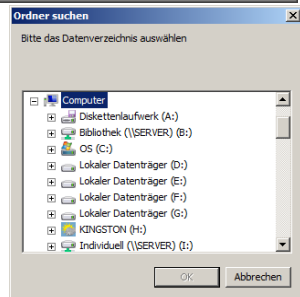 Ordner suchen
Bitte das Datenverzeichnis auswählen
Computer
Diskettenlaufwerk (A:)
Bibliothek (\\SERVER) (B:)
OS (C:)
Lokaler Datenträger (D:)
Lokaler Datenträger (E:)
Lokaler Datenträger (F:)
Lokaler Datenträger (G:)
KINGSTON (H:)
Individuell (\\SERVER) (I:)
OK Abbrechen